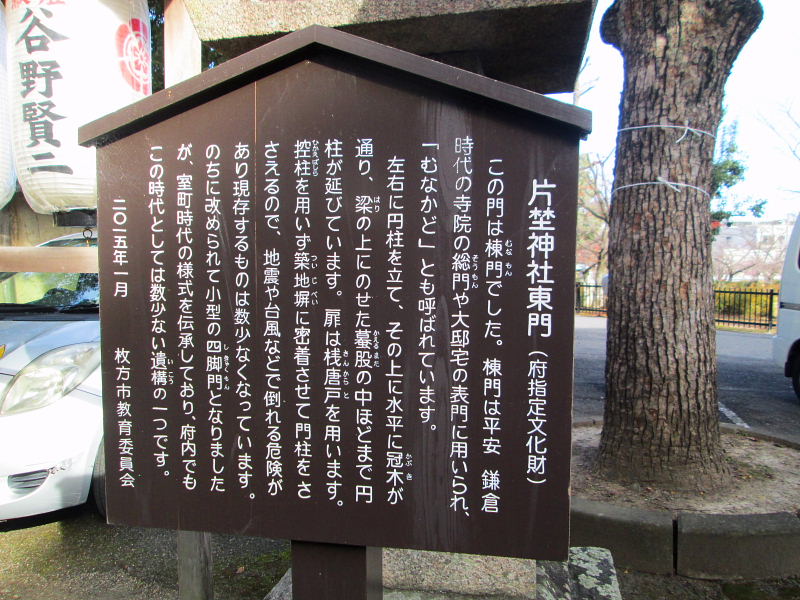 片埜神社東門（府指定文化財）
この門は棟門でした。棟門は平安 鎌倉
時代の寺院の総門や大邸宅の表門に用いられ、
「むなかど」とも呼ばれています。
左右に円柱を立て、その上に水平に冠木が
通り、梁の上にのせた蟇股の中ほどまで円
柱が延びています。扉は桟唐戸を用います。
控柱を用いず築地塀に密着させて門柱をさ
さえるので、地震や台風などで倒れる危険が
あり現存するものは数少なくなっています。
のちに改められて小型の四脚門となりました
が、室町時代の様式を伝承しており、府内でも
この時代としては数少ない遺構の一つです。
二〇一五年一月 枚方市教育委員会
谷野賢二